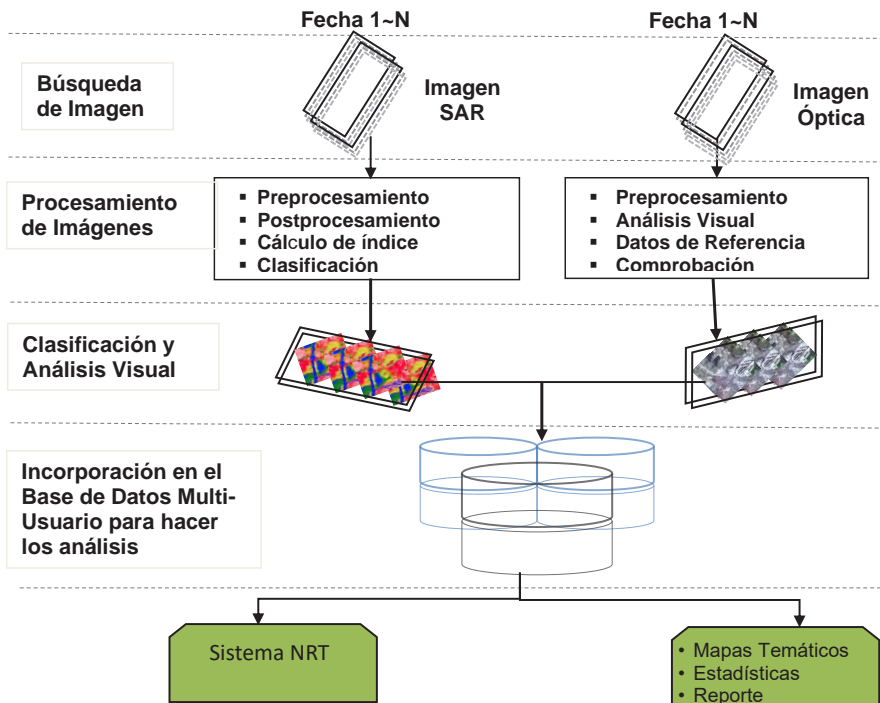 Fecha 1~N
Fecha 1~N
Búsqueda
de Imagen
Imagen
SAR
Imagen
Óptica
Procesamiento
de Imágenes
▪ Preprocesamiento
▪ Postprocesamiento
▪ Cálculo de índice
▪ Clasificación
▪ Preprocesamiento
▪ Análisis Visual
▪ Datos de Referencia
▪ Comprobación
Clasificación y
Análisis Visual
Incorporación en el
Base de Datos Multi-
Usuario para hacer
los análisis
Sistema NRT
• Mapas Temáticos
• Estadísticas
• Reporte